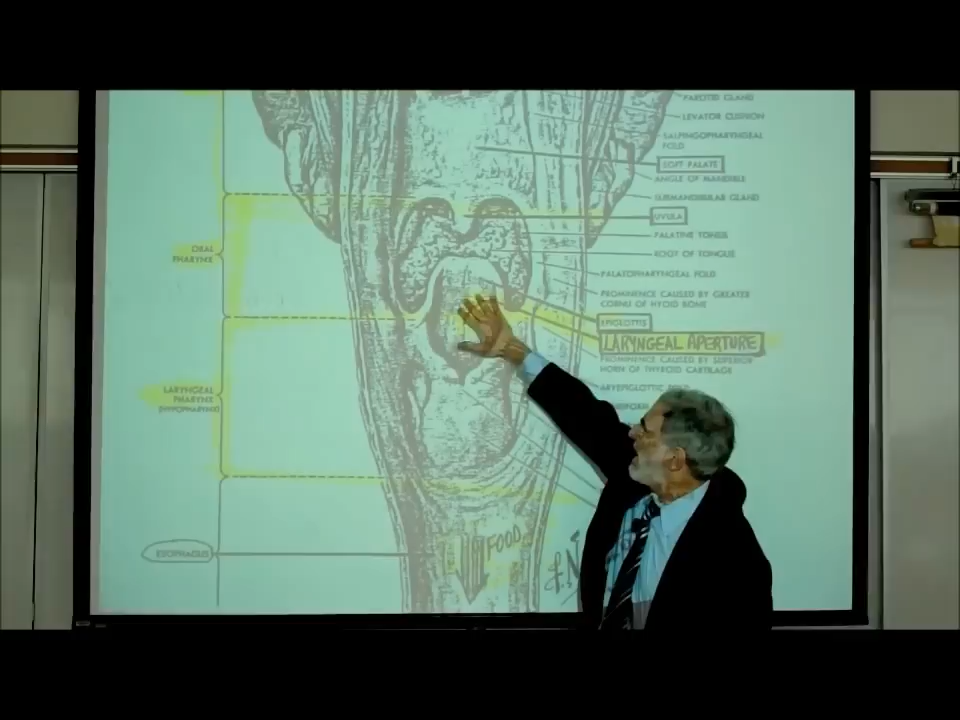 PAROTID GLAND
LEVATOR CUSHION
SALPINGOPHARYNGEAL
FOLD
SOFT PALATE
ANGLE OF MANDIBLE
SUBMANDIBULAR GLAND
UVULA
PALATINE TONSIL
ROOT OF TONGUE
PALATOPHARYNGEAL FOLD
PROMINENCE CAUSED BY GREATER
CORNU OF HYOID BONE
EPIGLOTTIS
LARYNGEAL APERTURE
PROMINENCE CAUSED BY SUPERIOR
HORN OF THYROID CARTILAGE
ARYEPIGLOTTIC
ORAL
PHARYNX
LARYNGEAL
PHARYNX
(HYPOPHARYNX)
ESOPHAGUS
FOOD